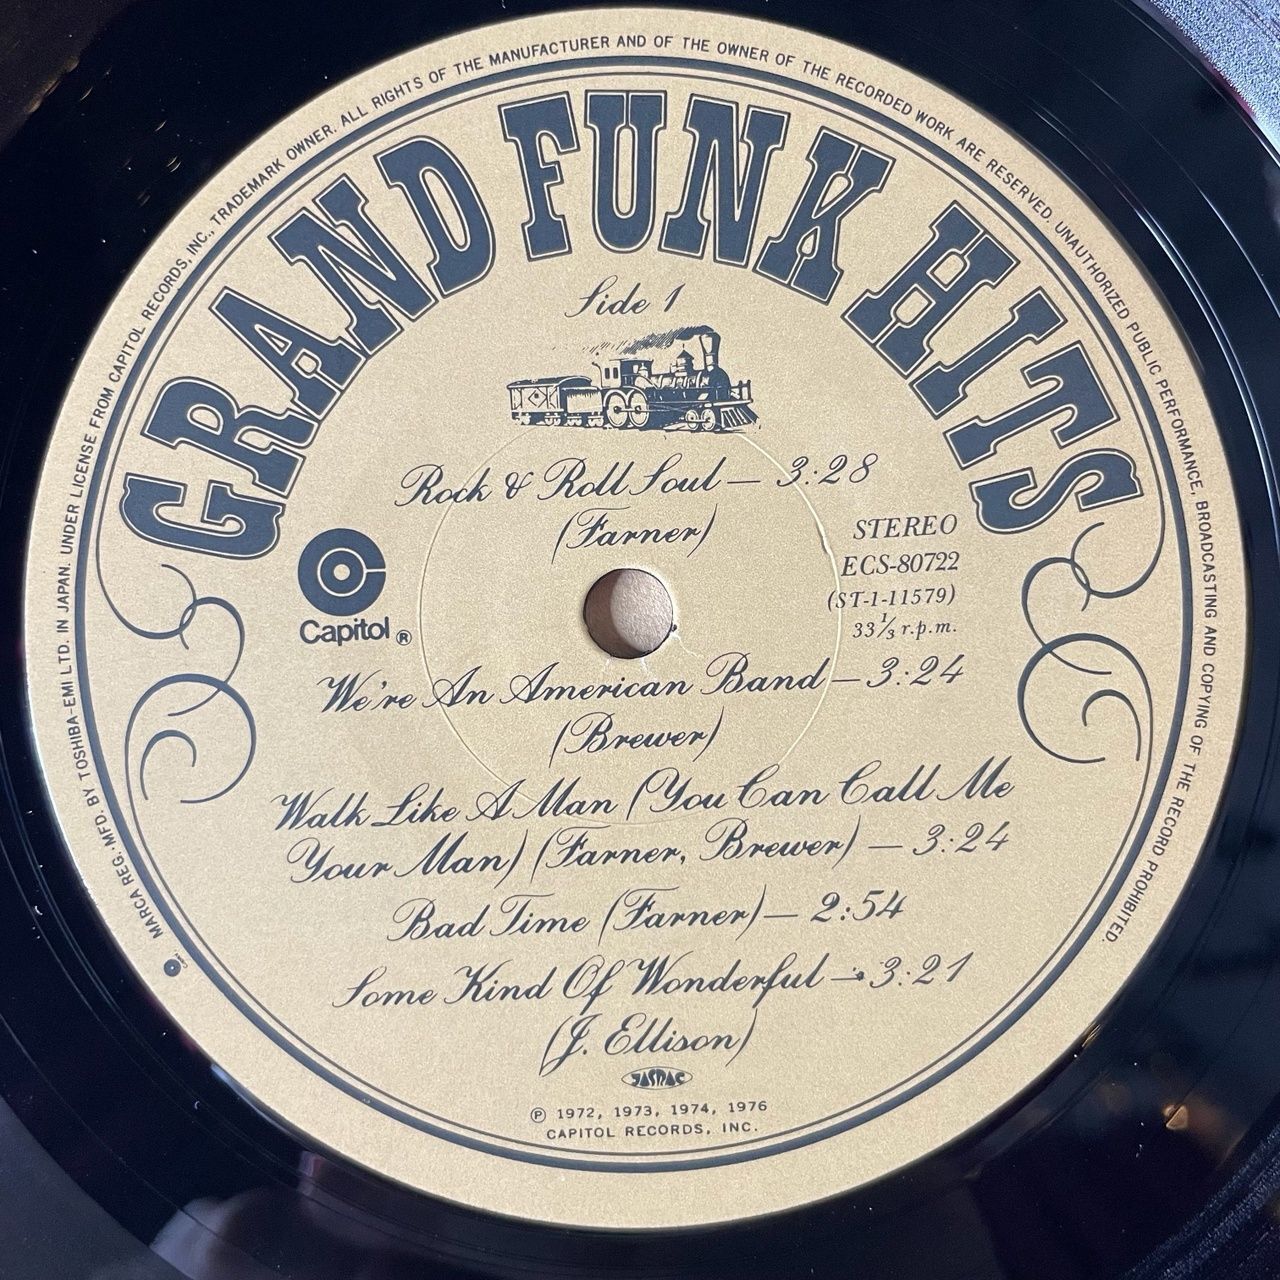 MARCA REG. MFD. BY TOSHIBA-EMI LTD. IN JAPAN. UNDER LICENSE FROM CAPITOL RECORDS, INC., TRADEMARK OWNER. ALL RIGHTS OF THE MANUFACTURER AND OF THE OWNER OF THE RECORDED WORK ARE RESERVED. UNAUTHORIZED PUBLIC PERFORMANCE, BROADCASTING AND COPYING OF THE RECORD PROHIBITED.
GRAND FUNK HITS
Side 1
Rock & Roll Soul — 3:28
(Farner)
STEREO
ECS-80722
(ST-1-11579)
33 1/3 r.p.m.
Capitol ®
We're An American Band — 3:24
(Brewer)
Walk Like A Man (You Can Call Me
Your Man) (Farner, Brewer) — 3:24
Bad Time (Farner) — 2:54
Some Kind Of Wonderful — 3:21
(J. Ellison)
JASRAC
℗ 1972, 1973, 1974, 1976
CAPITOL RECORDS, INC.